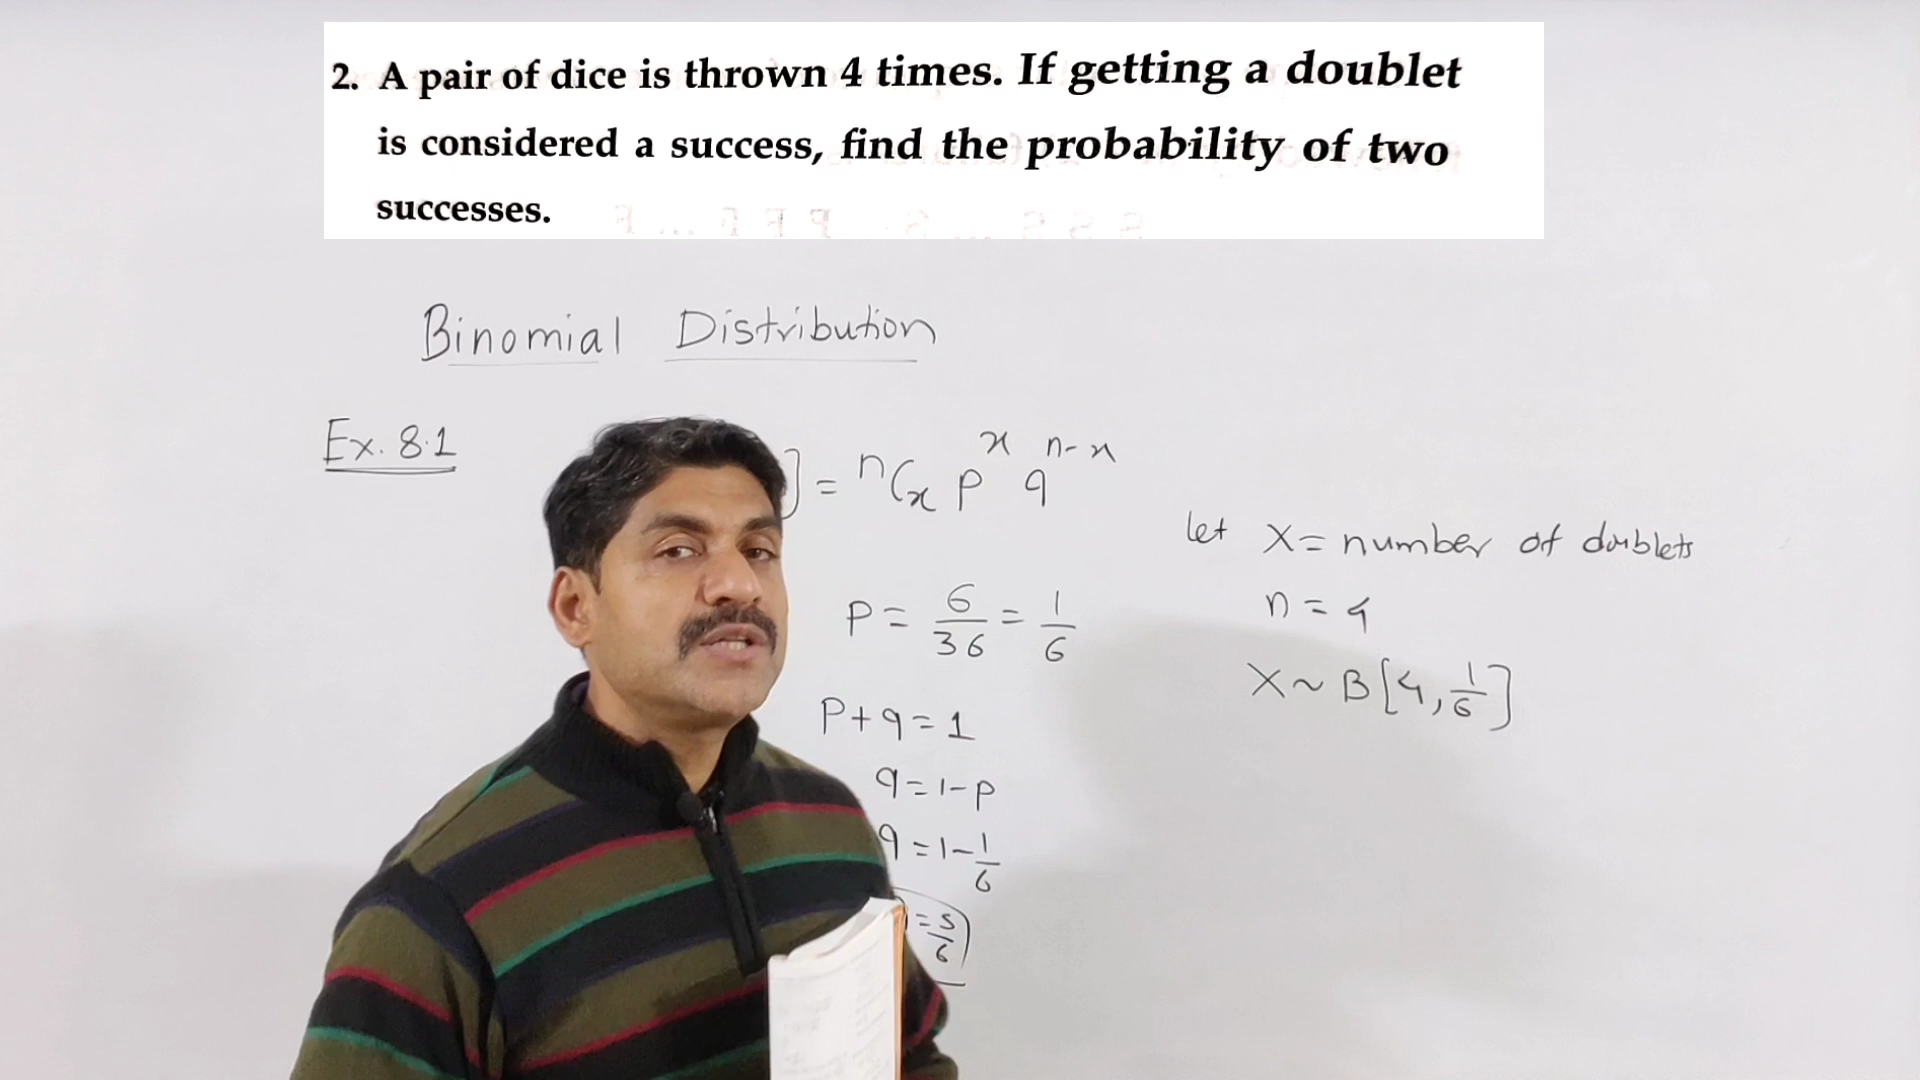 2. A pair of dice is thrown 4 times. If getting a doublet
is considered a success, find the probability of two
successes.
Binomial Distribution
Ex. 8.1
] = nCx p^x q^n-x
P = 6/36 = 1/6
P+q=1
q=1-p
q=1-1/6
=5/6
let X= number of doublets
n = 4
X ~ B[4, 1/6]